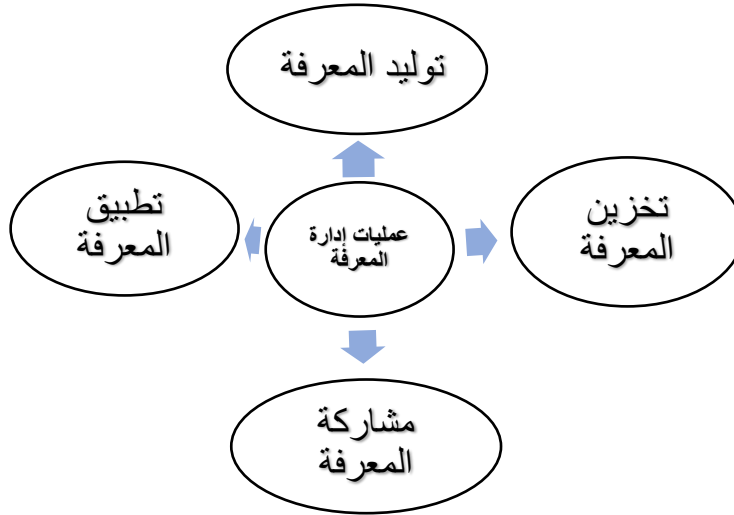 توليد المعرفة
تخزين
المعرفة
عمليات إدارة
المعرفة
تطبيق
المعرفة
مشاركة
المعرفة